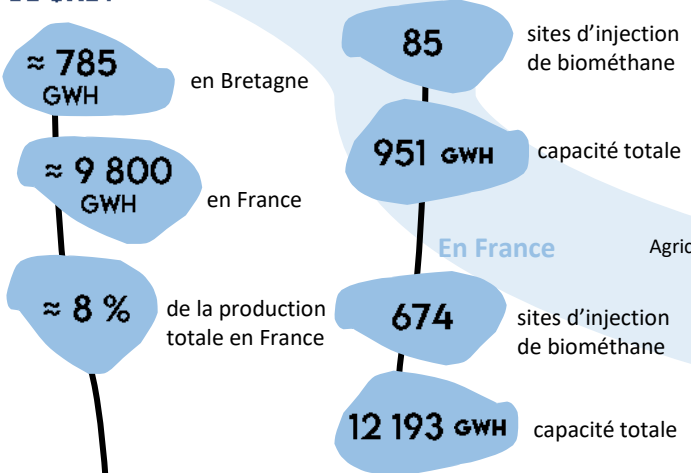 ≈ 785
GWH
en Bretagne
≈ 9 800
GWH
en France
≈ 8 %
de la production
totale en France
85
sites d’injection
de biométhane
951 GWH
capacité totale
En France
674
sites d’injection
de biométhane
12 193 GWH
capacité totale